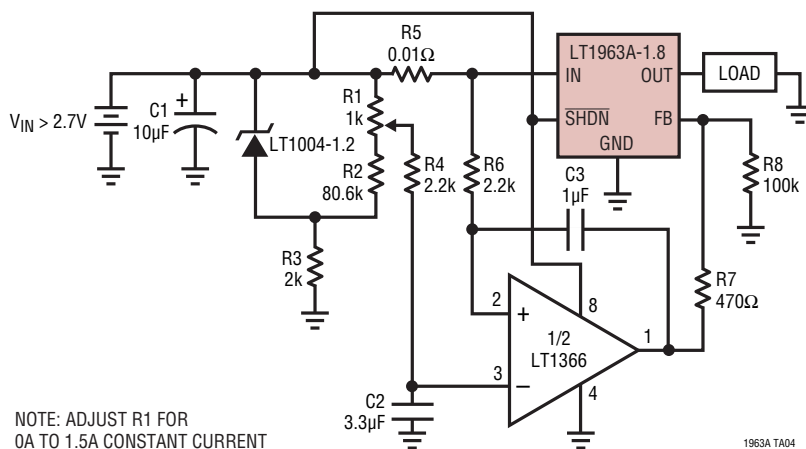 R5
0.01Ω
LT1963A-1.8
IN
OUT
LOAD
SHDN
FB
GND
VIN > 2.7V
C1
10µF
+
LT1004-1.2
R1
1k
R2
80.6k
R4
2.2k
R6
2.2k
C3
1µF
R8
100k
R3
2k
R7
470Ω
2
+
8
1/2
LT1366
1
3
–
4
C2
3.3µF
NOTE: ADJUST R1 FOR
0A TO 1.5A CONSTANT CURRENT
1963A TA04